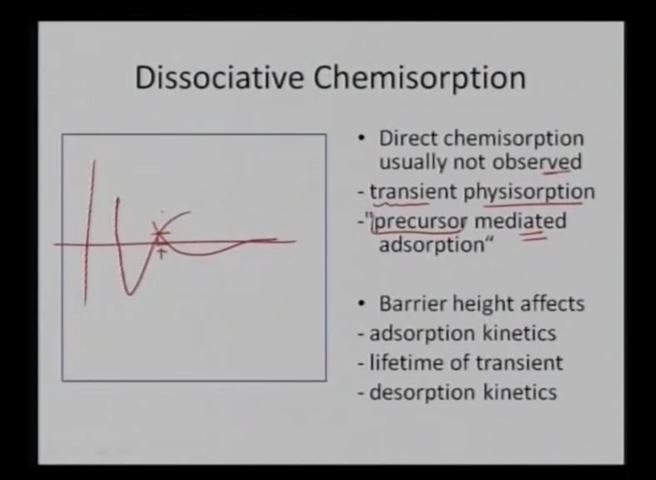 Dissociative Chemisorption
• Direct chemisorption
usually not observed
- transient physisorption
-"precursor mediated
adsorption“
• Barrier height affects
- adsorption kinetics
- lifetime of transient
- desorption kinetics